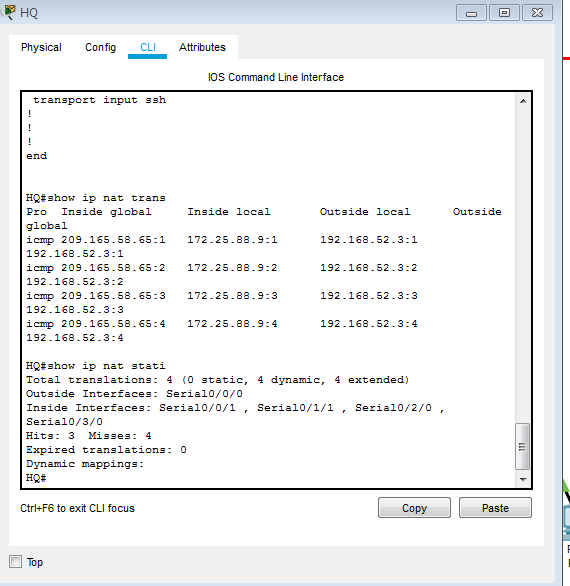 HQ
Physical Config CLI Attributes
IOS Command Line Interface
transport input ssh
!
!
!
end
HQ#show ip nat trans
Pro Inside global Inside local Outside local Outside
global
icmp 209.165.58.65:1 172.25.88.9:1 192.168.52.3:1
192.168.52.3:1
icmp 209.165.58.65:2 172.25.88.9:2 192.168.52.3:2
192.168.52.3:2
icmp 209.165.58.65:3 172.25.88.9:3 192.168.52.3:3
192.168.52.3:3
icmp 209.165.58.65:4 172.25.88.9:4 192.168.52.3:4
192.168.52.3:4
HQ#show ip nat stati
Total translations: 4 (0 static, 4 dynamic, 4 extended)
Outside Interfaces: Serial0/0/0
Inside Interfaces: Serial0/0/1 , Serial0/1/1 , Serial0/2/0 ,
Serial0/3/0
Hits: 3 Misses: 4
Expired translations: 0
Dynamic mappings:
HQ#
Ctrl+F6 to exit CLI focus
Copy Paste
Top